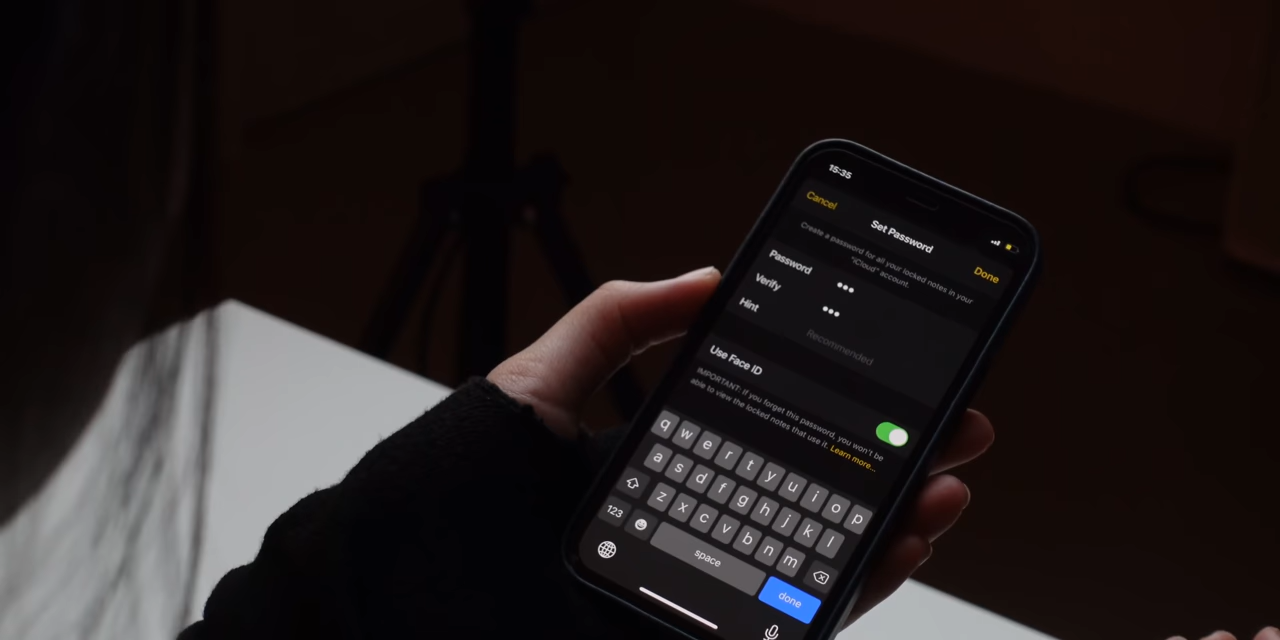 15:35
Cancel
Set Password
Done
Create a password for all your locked notes in your
"iCloud" account.
Password •••
Verify •••
Hint Recommended
Use Face ID
IMPORTANT: If you forget this password, you won't be
able to view the locked notes that use it. Learn more...
q w e r t y u i o p
a s d f g h j k l
z x c v b n m
123
space
done